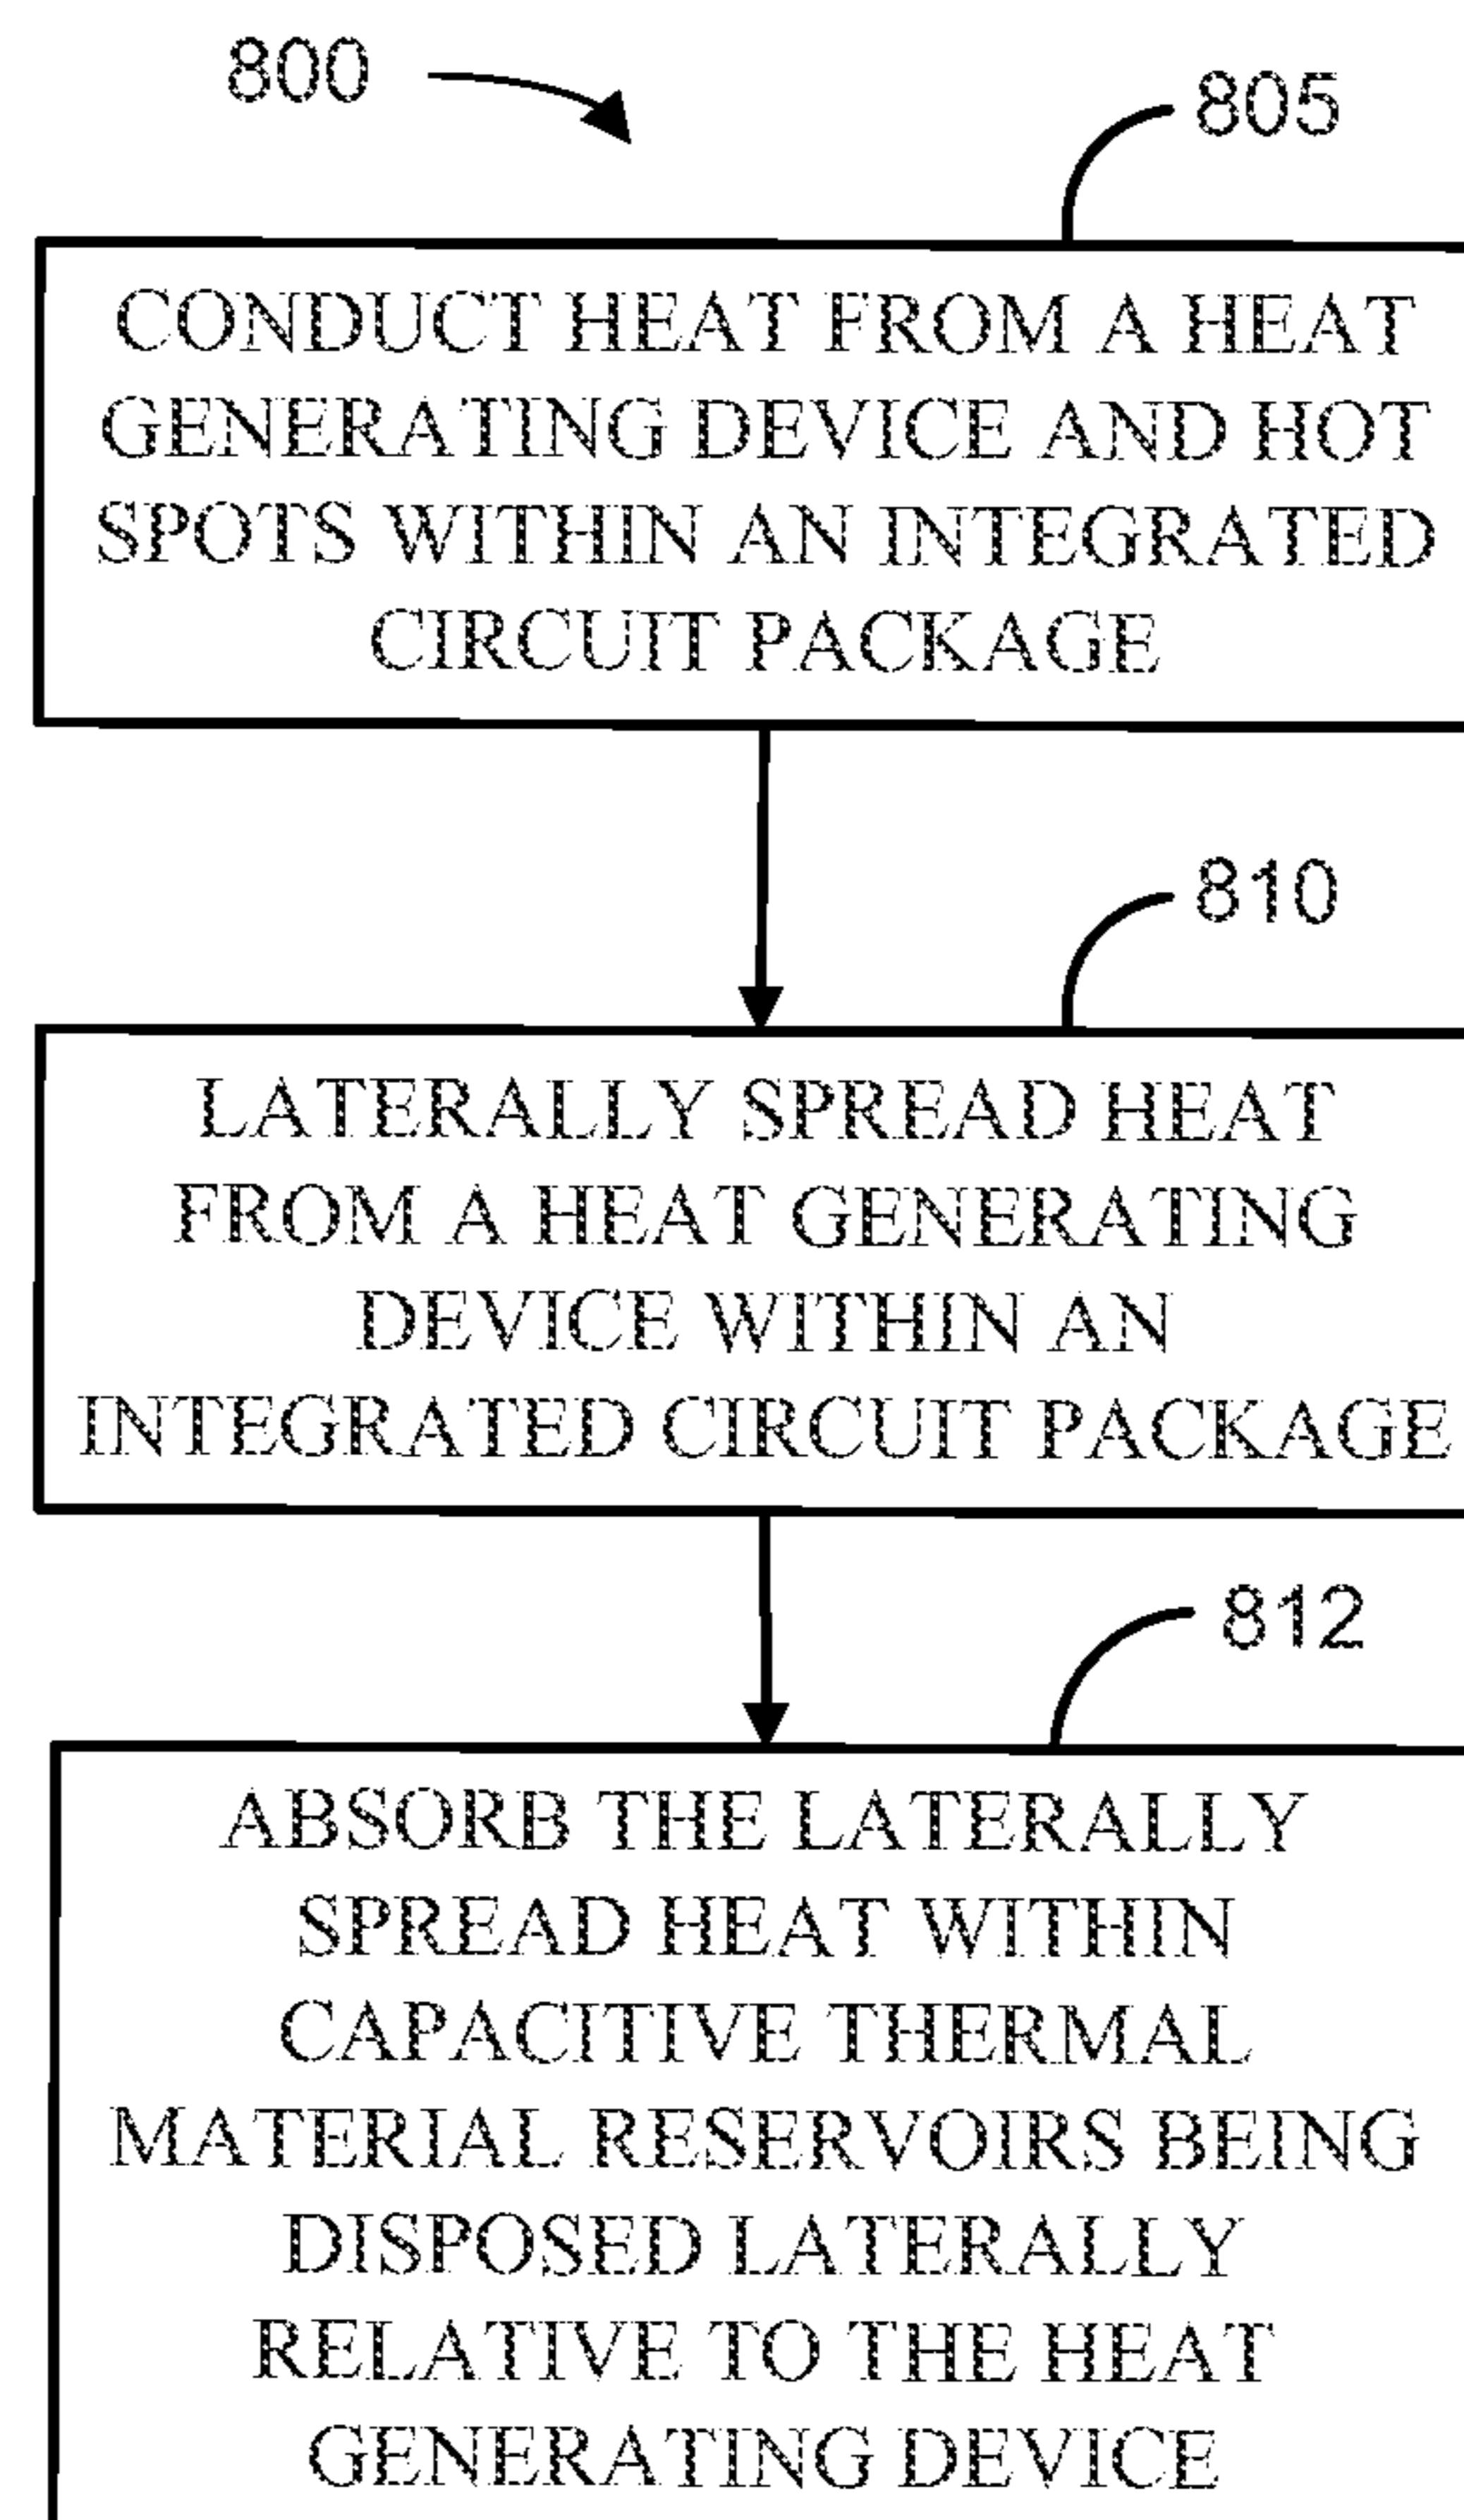 800
805
CONDUCT HEAT FROM A HEAT
GENERATING DEVICE AND HOT
SPOTS WITHIN AN INTEGRATED
CIRCUIT PACKAGE
810
LATERALLY SPREAD HEAT
FROM A HEAT GENERATING
DEVICE WITHIN AN
INTEGRATED CIRCUIT PACKAGE
812
ABSORB THE LATERALLY
SPREAD HEAT WITHIN
CAPACITIVE THERMAL
MATERIAL RESERVOIRS BEING
DISPOSED LATERALLY
RELATIVE TO THE HEAT
GENERATING DEVICE